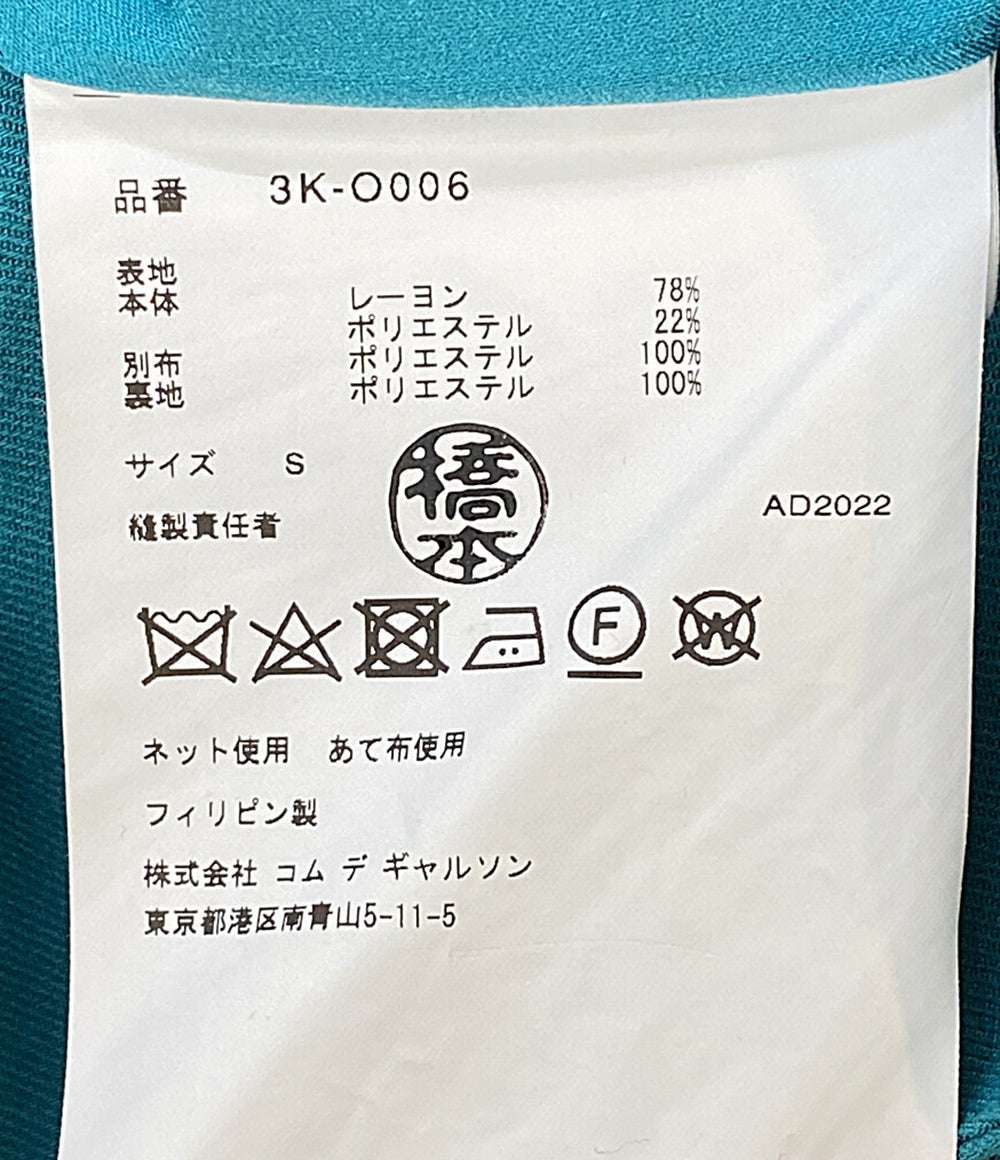 品番 3K-O006
表地
本体 レーヨン 78%
ポリエステル 22%
別布 ポリエステル 100%
裏地 ポリエステル 100%
サイズ S
橋本
縫製責任者
AD2022
F
W
ネット使用 あて布使用
フィリピン製
株式会社 コム デ ギャルソン
東京都港区南青山5-11-5